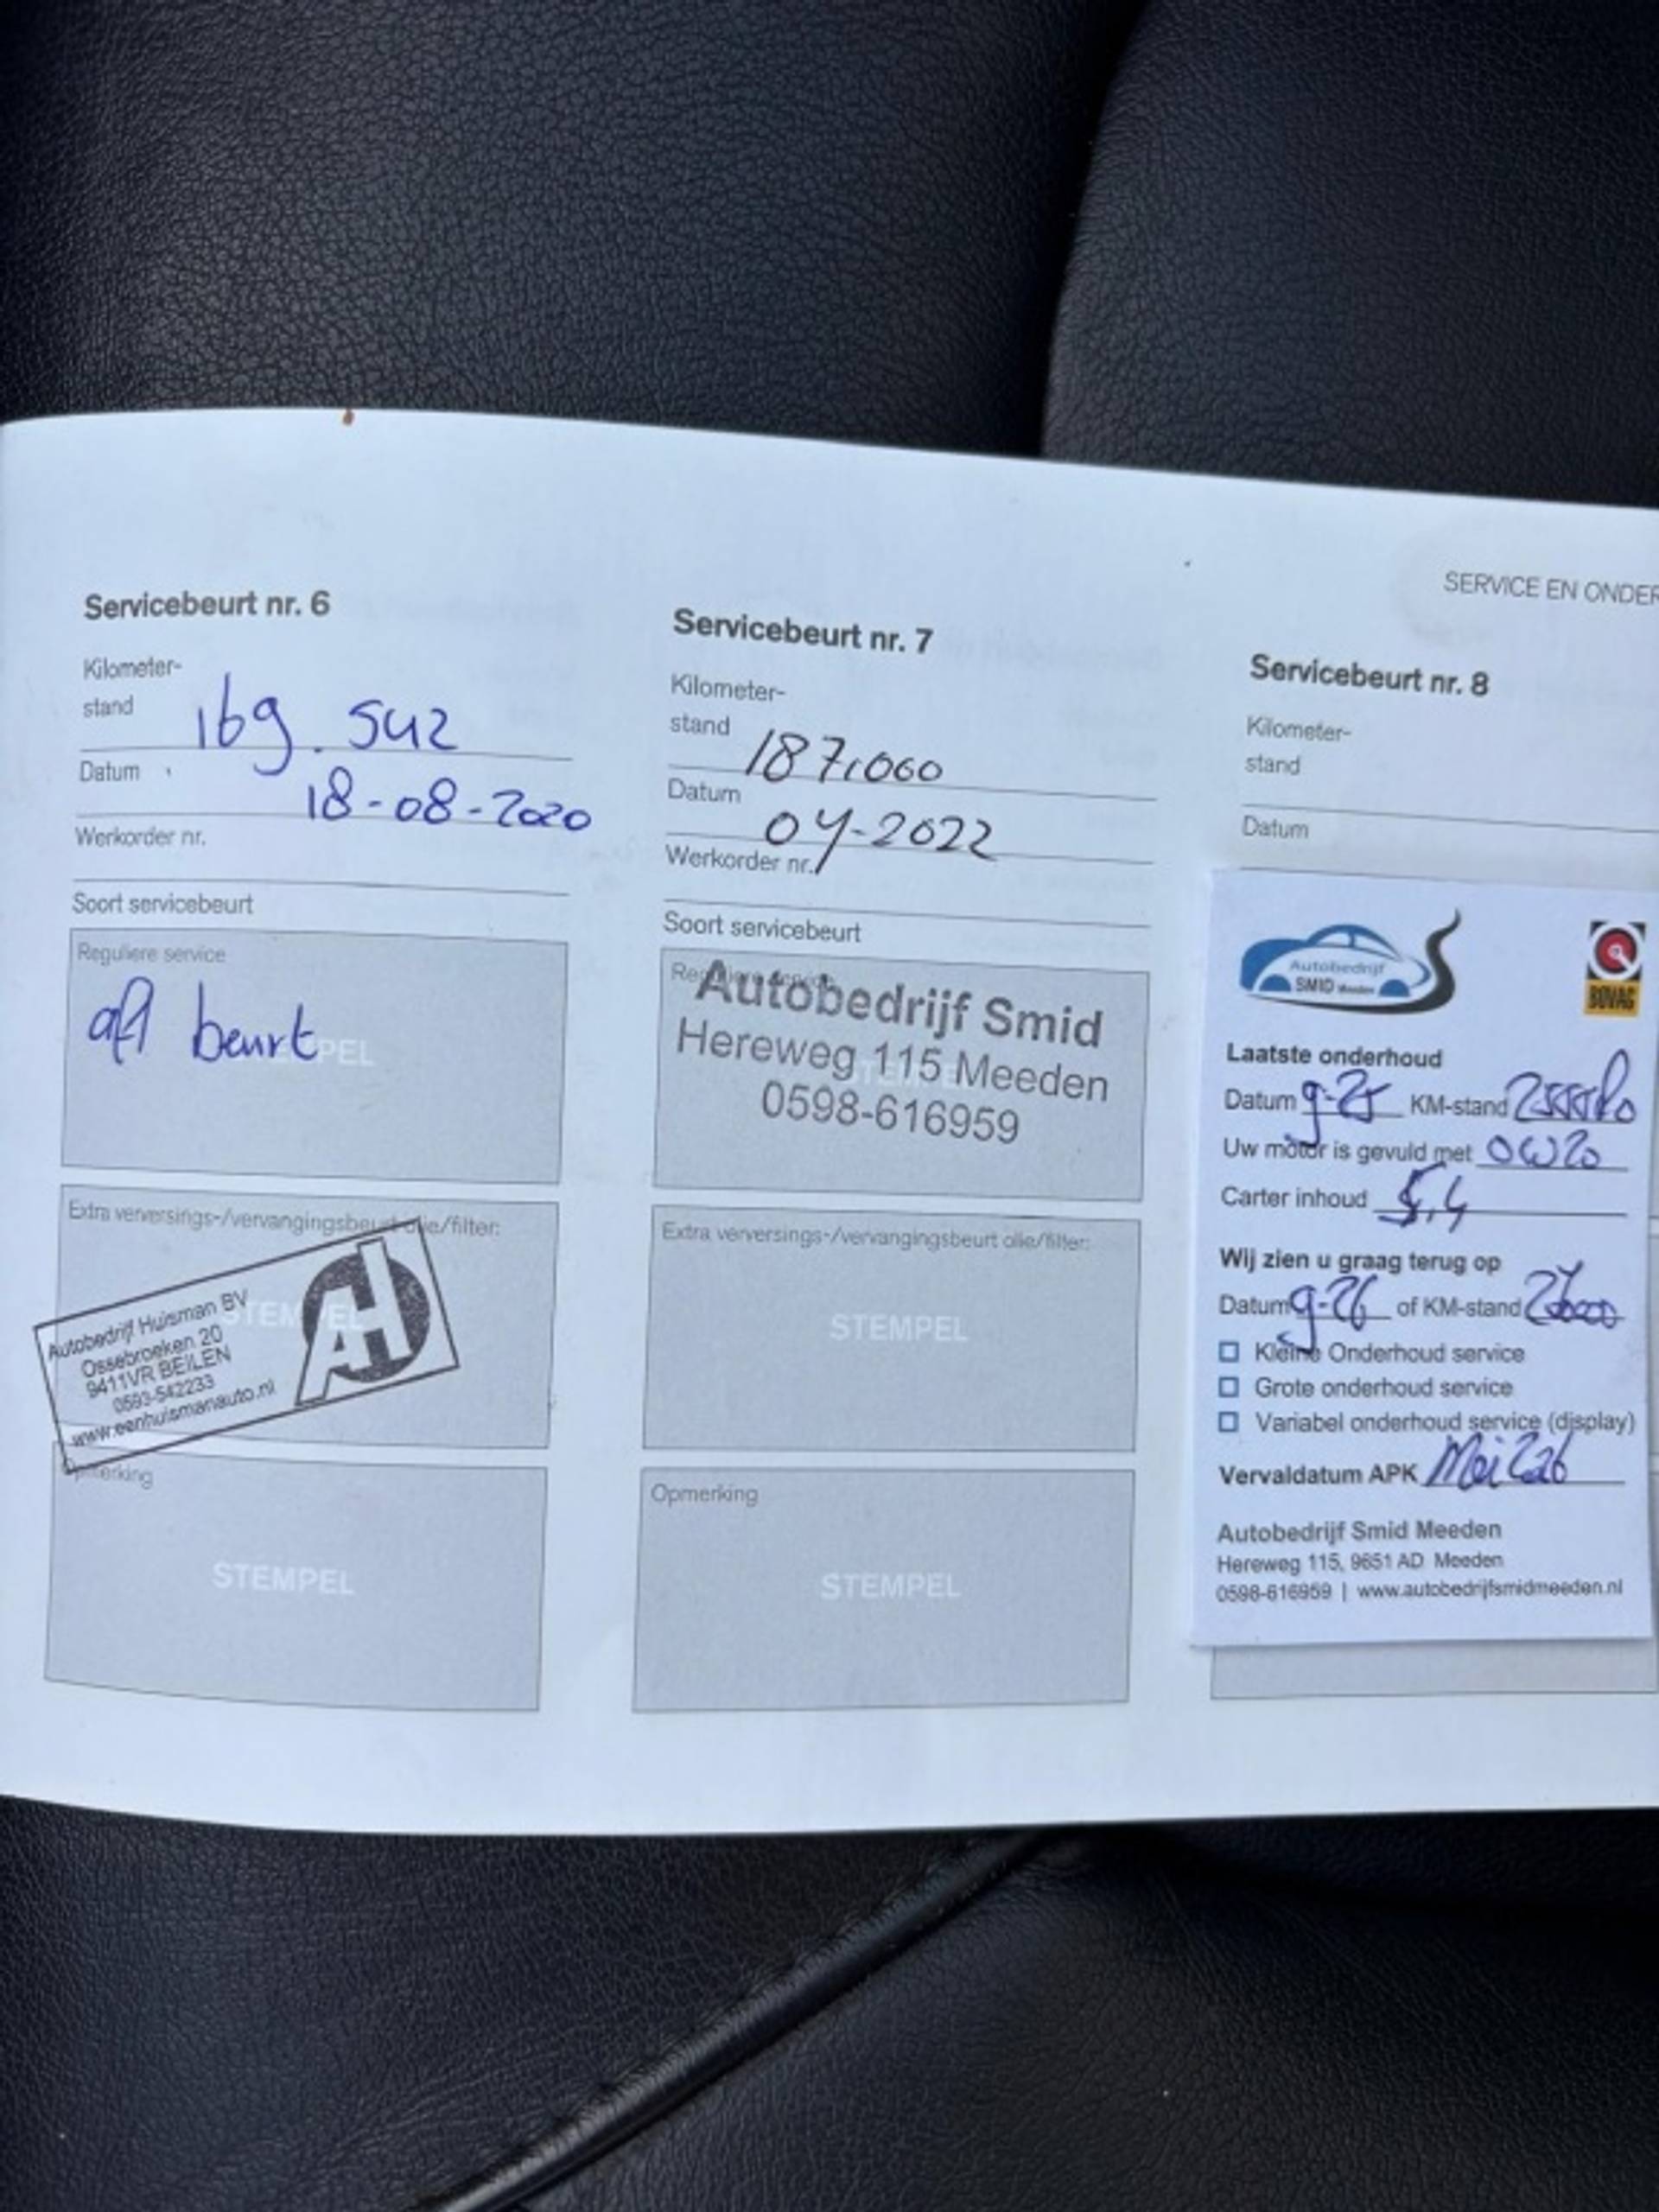 SERVICE EN ONDER
Servicebeurt nr. 6
Kilometer-
stand 169.542
Datum 18-08-2020
Werkorder nr.
Soort servicebeurt
Reguliere service
afl beurt
STEMPEL
Extra verversings-/vervangingsbeurt olie/filter:
STEMPEL
Autobedrijf Huisman BV
Ossebroeken 20
9411VR BEILEN
0593-542233
www.eenhuismanauto.nl
AH
Opmerking
STEMPEL
Servicebeurt nr. 7
Kilometer-
stand 187.000
Datum 04-2022
Werkorder nr.
Soort servicebeurt
Reguliere service
Autobedrijf Smid
Hereweg 115 Meeden
0598-616959
STEMPEL
Extra verversings-/vervangingsbeurt olie/filter:
STEMPEL
Opmerking
STEMPEL
Servicebeurt nr. 8
Kilometer-
stand
Datum
Autobedrijf
SMID Meeden
BOVAG
Laatste onderhoud
Datum 9-25 KM-stand
Uw motor is gevuld met 0W20
Carter inhoud 5,4
Wij zien u graag terug op
Datum 9-26 of KM-stand
Kleine Onderhoud service
Grote onderhoud service
Variabel onderhoud service (display)
Vervaldatum APK Mei
Autobedrijf Smid Meeden
Hereweg 115, 9651 AD Meeden
0598-616959 | www.autobedrijfsmidmeeden.nl